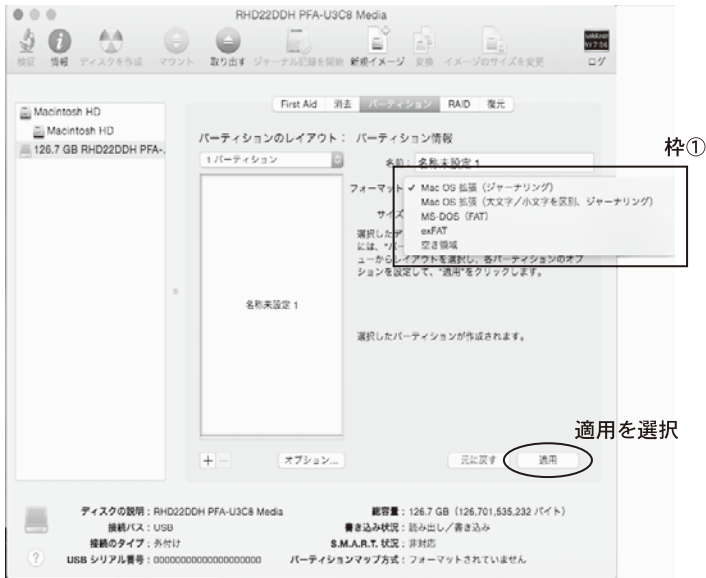 RHD22DDH PFA-U3C8 Media
検証 情報 ディスクを作成 マウント 取り出す ジャーナル記録を開始 新規イメージ 変換 イメージのサイズを変更 ログ
First Aid 消去 パーティション RAID 復元
Macintosh HD
Macintosh HD
126.7 GB RHD22DDH PFA-.
パーティションのレイアウト： パーティション情報
枠①
1 パーティション 名前： 名称未設定 1
フォーマット ✓ Mac OS 拡張（ジャーナリング）
Mac OS 拡張（大文字／小文字を区別、ジャーナリング）
サイズ MS-DOS（FAT）
exFAT
空き領域
選択したデ
には、"パー
ューからレイアウトを選択し、各パーティションのオプ
ションを設定して、"適用"をクリックします。
名称未設定 1
選択したパーティションが作成されます。
適用を選択
+ − オプション... 元に戻す 適用
ディスクの説明：RHD22DDH PFA-U3C8 Media 総容量：126.7 GB（126,701,535,232 バイト）
接続バス：USB 書き込み状況：読み出し／書き込み
接続のタイプ：外付け S.M.A.R.T. 状況：非対応
USB シリアル番号：0000000000000000000000 パーティションマップ方式：フォーマットされていません
?